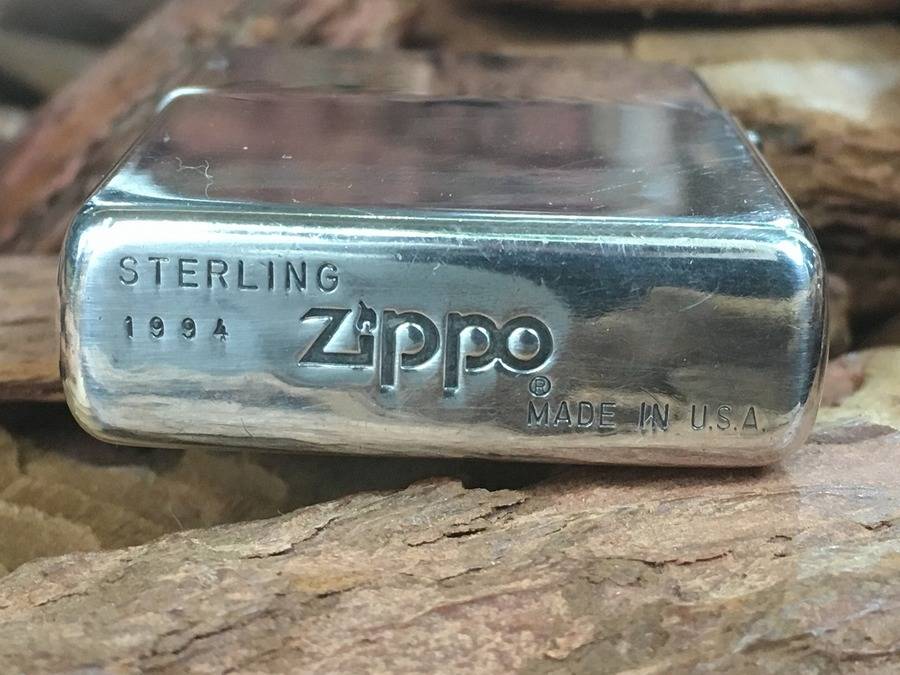 STERLING
1994
Zippo
®
MADE IN U.S.A.